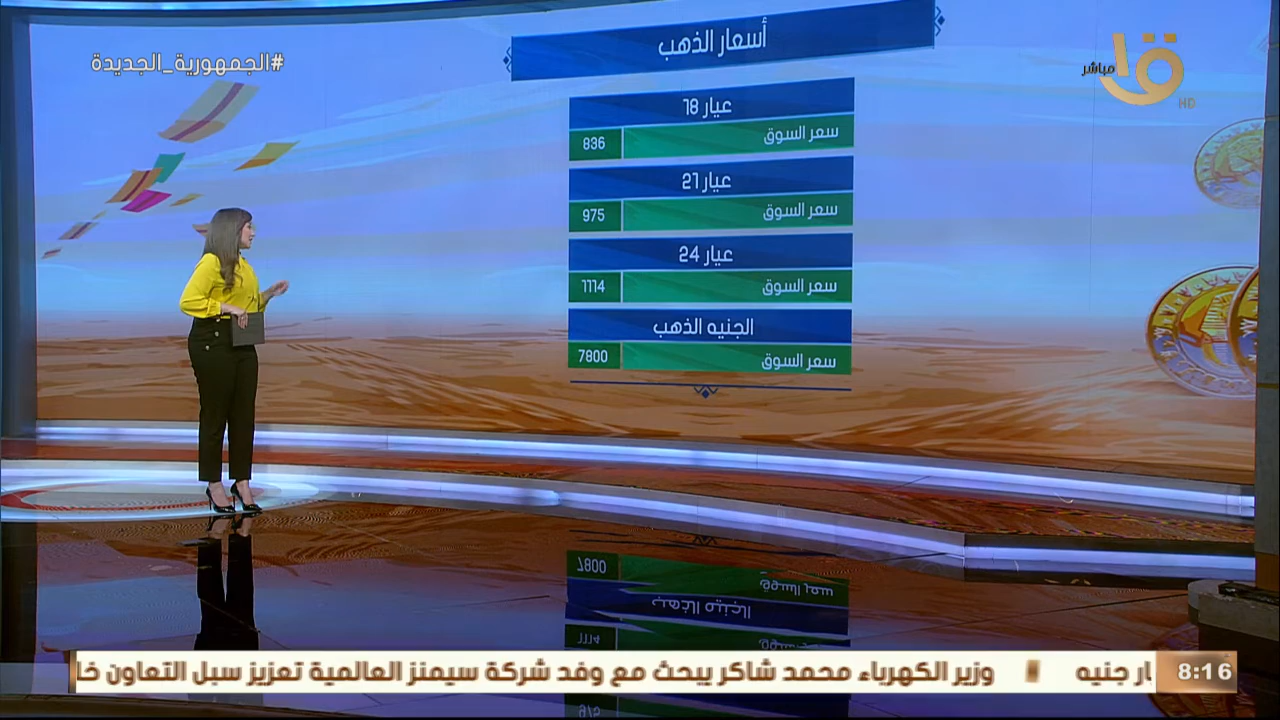 #الجمهورية_الجديدة
مباشر
HD
أسعار الذهب
عيار 18
سعر السوق 836
عيار 21
سعر السوق 975
عيار 24
سعر السوق 1114
الجنيه الذهب
سعر السوق 7800
8:16
جنيه وزير الكهرباء محمد شاكر يبحث مع وفد شركة سيمنز العالمية تعزيز سبل التعاون